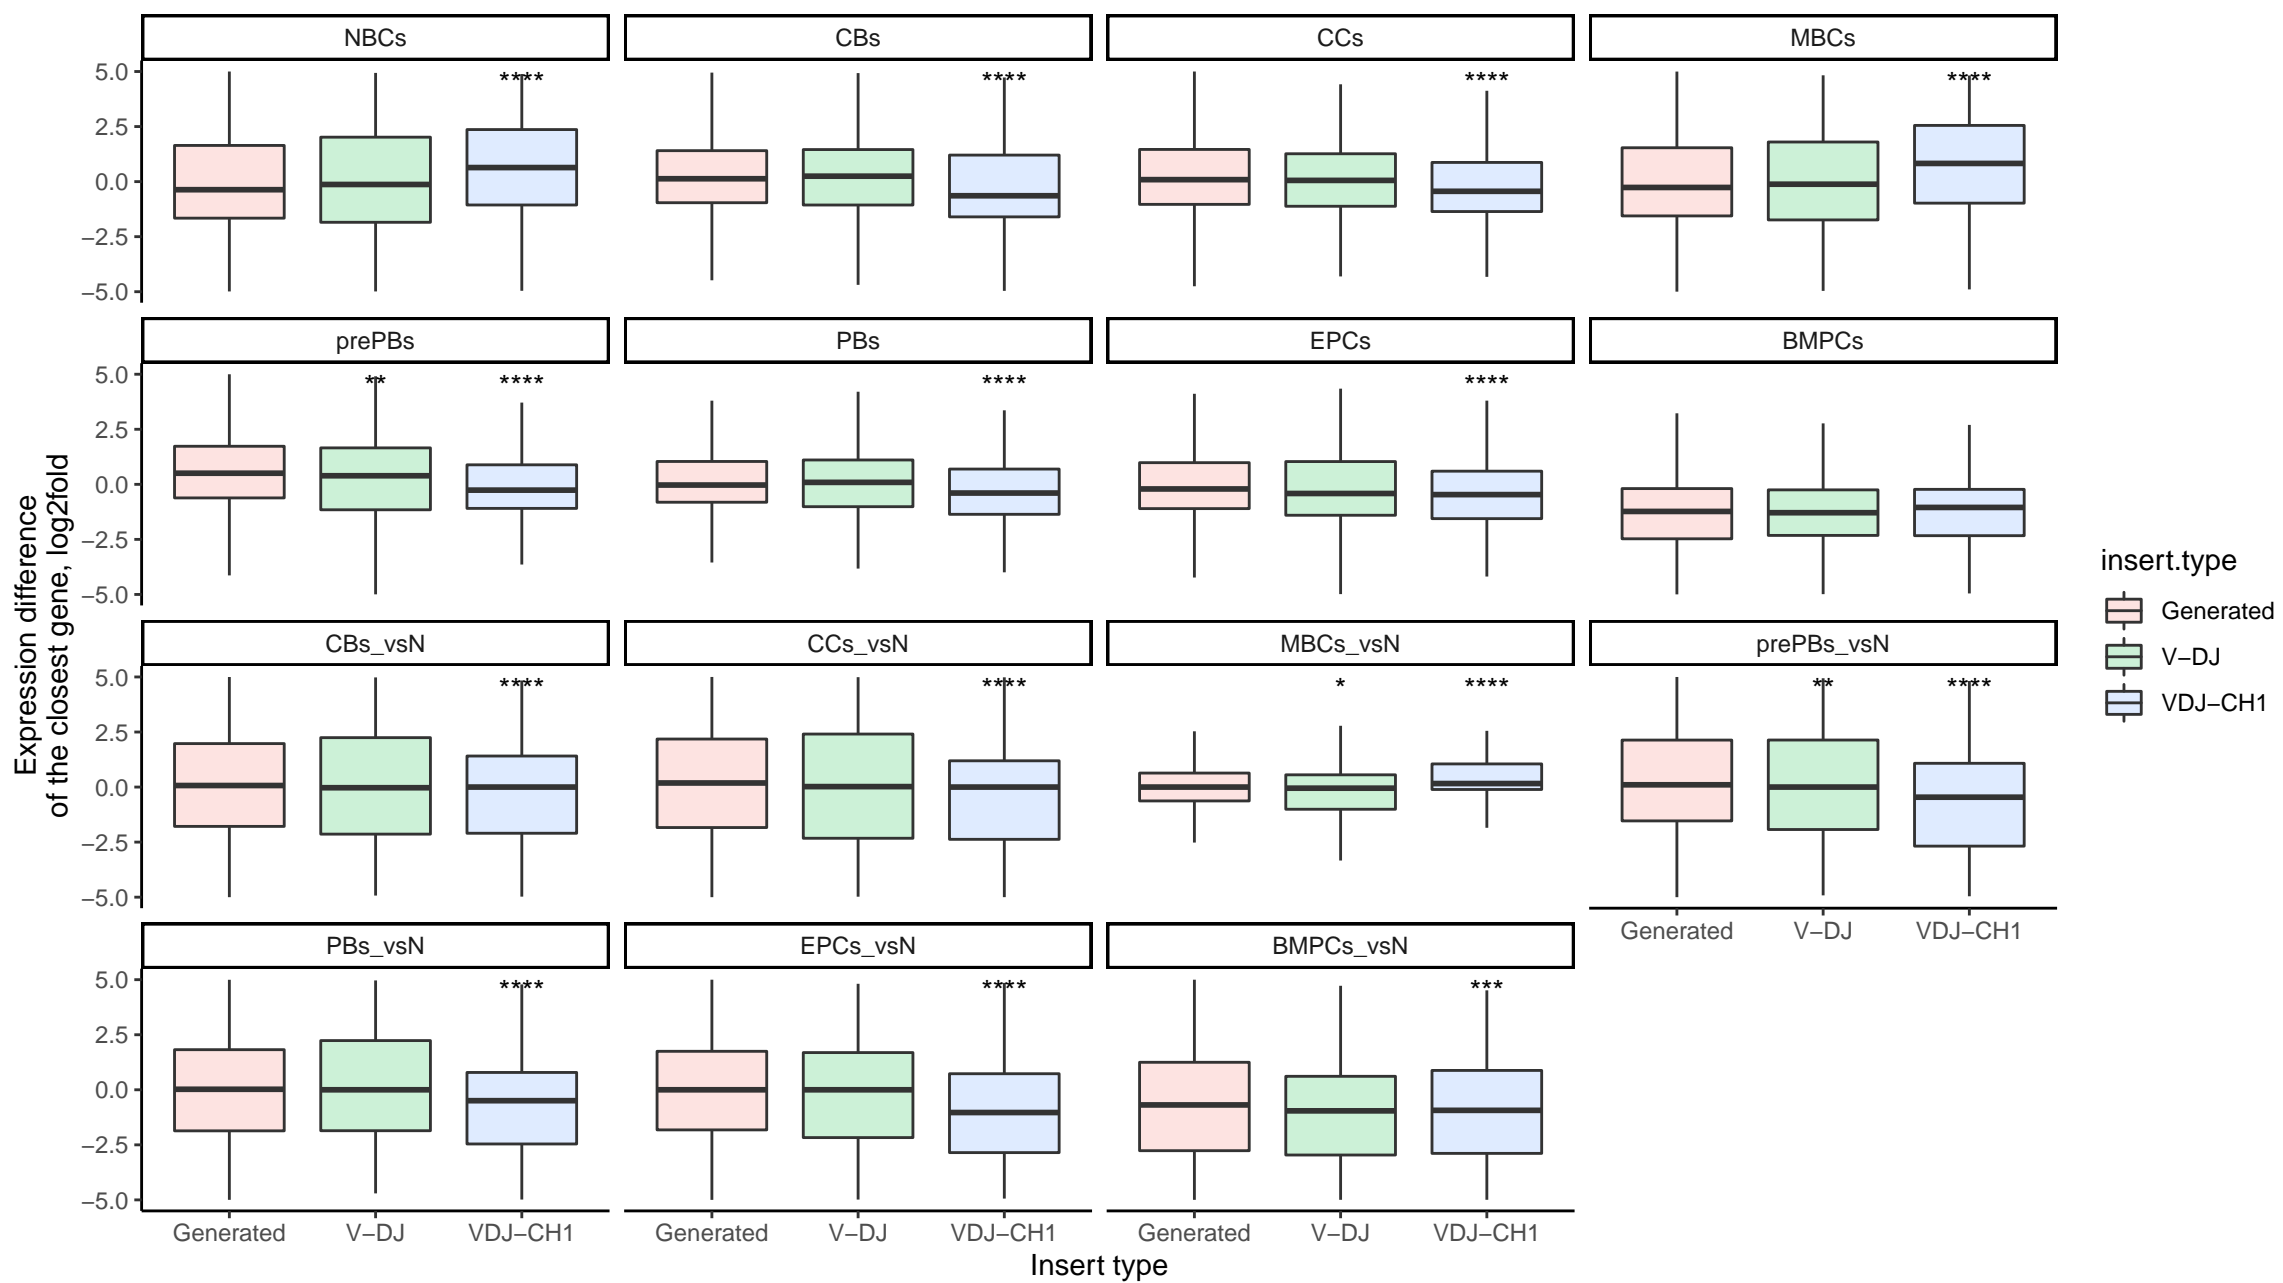 NBCs CBs CCs MBCs
5.0 **** **** **** ****
2.5
0.0
−2.5
−5.0
prePBs PBs EPCs BMPCs
5.0 ** **** **** ****
2.5
0.0
−2.5
−5.0
Expression difference
of the closest gene, log2fold
insert.type
Generated
V−DJ
VDJ−CH1
CBs_vsN CCs_vsN MBCs_vsN prePBs_vsN
5.0 **** **** * **** ** ****
2.5
0.0
−2.5
−5.0
Generated V−DJ VDJ−CH1
PBs_vsN EPCs_vsN BMPCs_vsN
5.0 **** **** ***
2.5
0.0
−2.5
−5.0
Generated V−DJ VDJ−CH1 Generated V−DJ VDJ−CH1 Generated V−DJ VDJ−CH1
Insert type